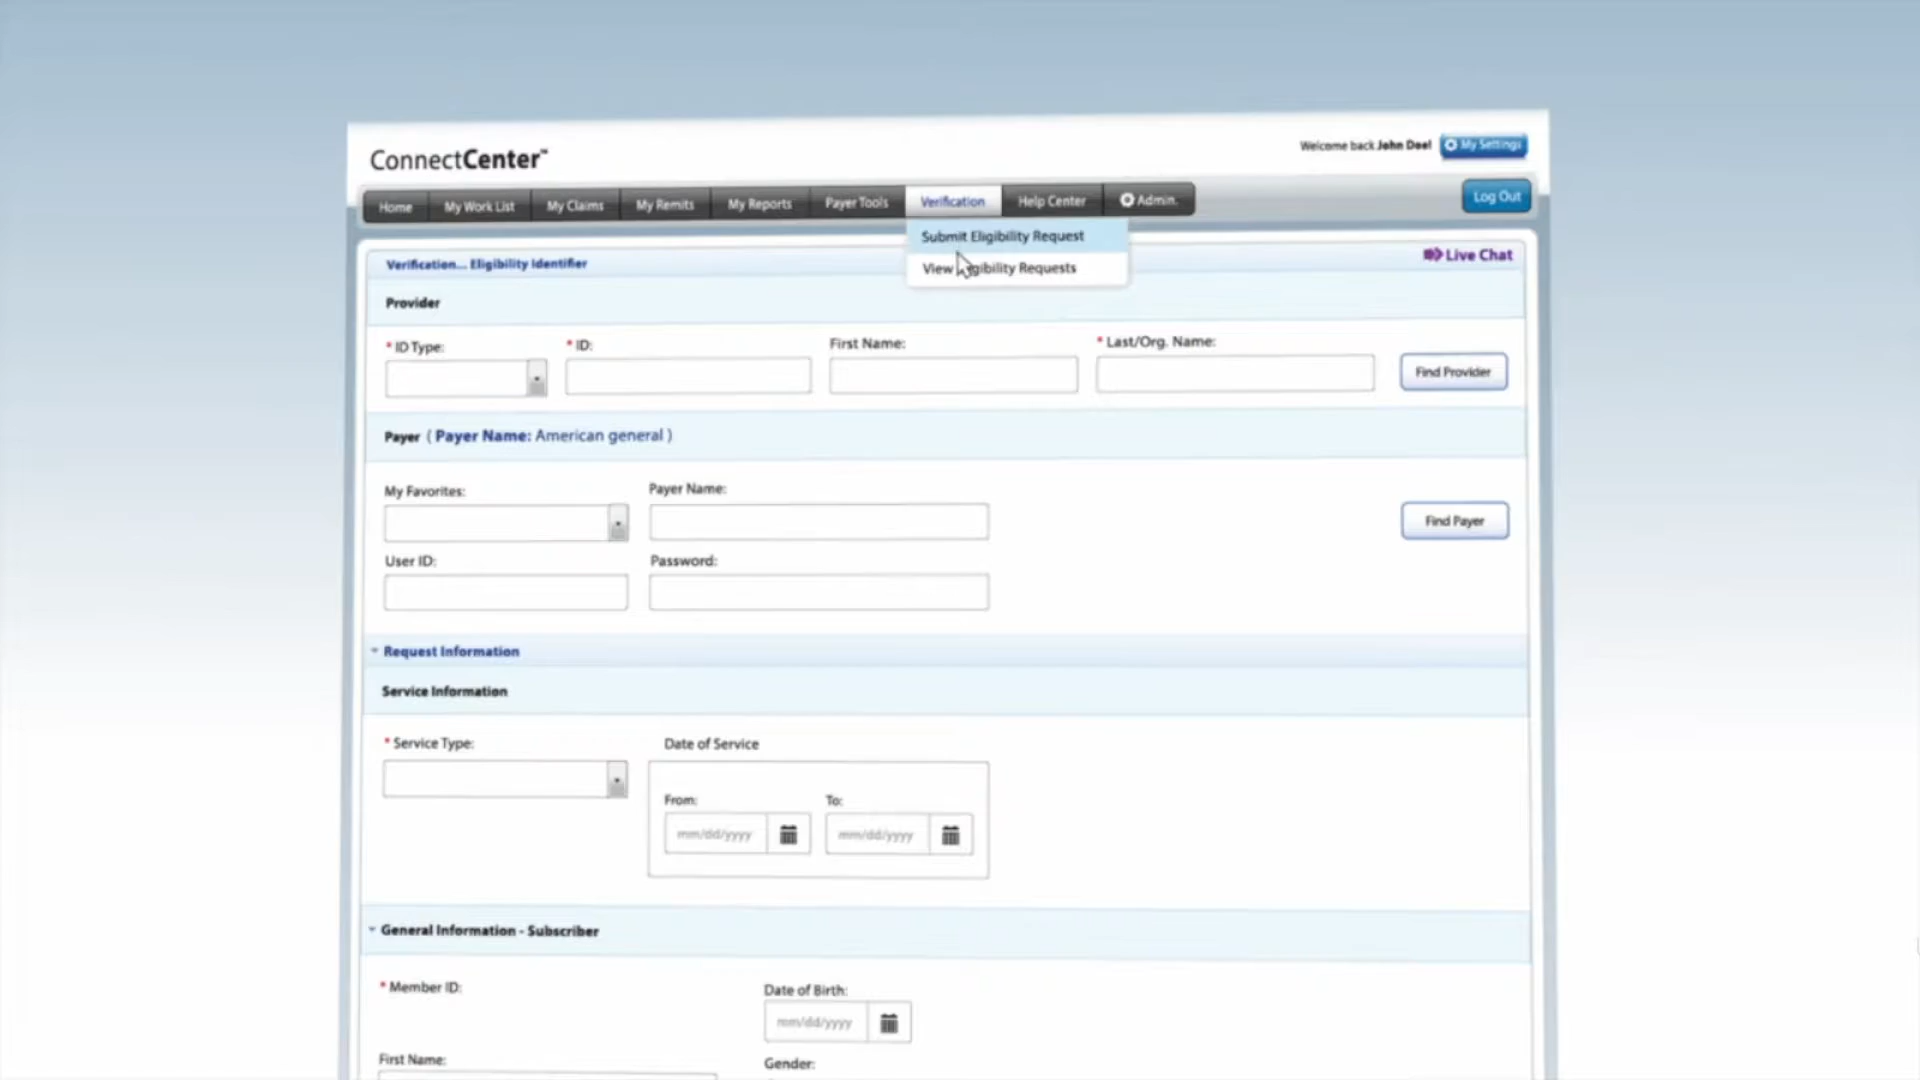 ConnectCenter™
Welcome back John Doe!
My Settings
Home
My Work List
My Claims
My Remits
My Reports
Payer Tools
Verification
Help Center
Admin.
Log Out
Submit Eligibility Request
View Eligibility Requests
Verification... Eligibility Identifier
Live Chat
Provider
* ID Type:
* ID:
First Name:
* Last/Org. Name:
Find Provider
Payer ( Payer Name: American general )
My Favorites:
Payer Name:
Find Payer
User ID:
Password:
Request Information
Service Information
* Service Type:
Date of Service
From:
To:
mm/dd/yyyy
mm/dd/yyyy
General Information - Subscriber
* Member ID:
Date of Birth:
mm/dd/yyyy
First Name:
Gender: